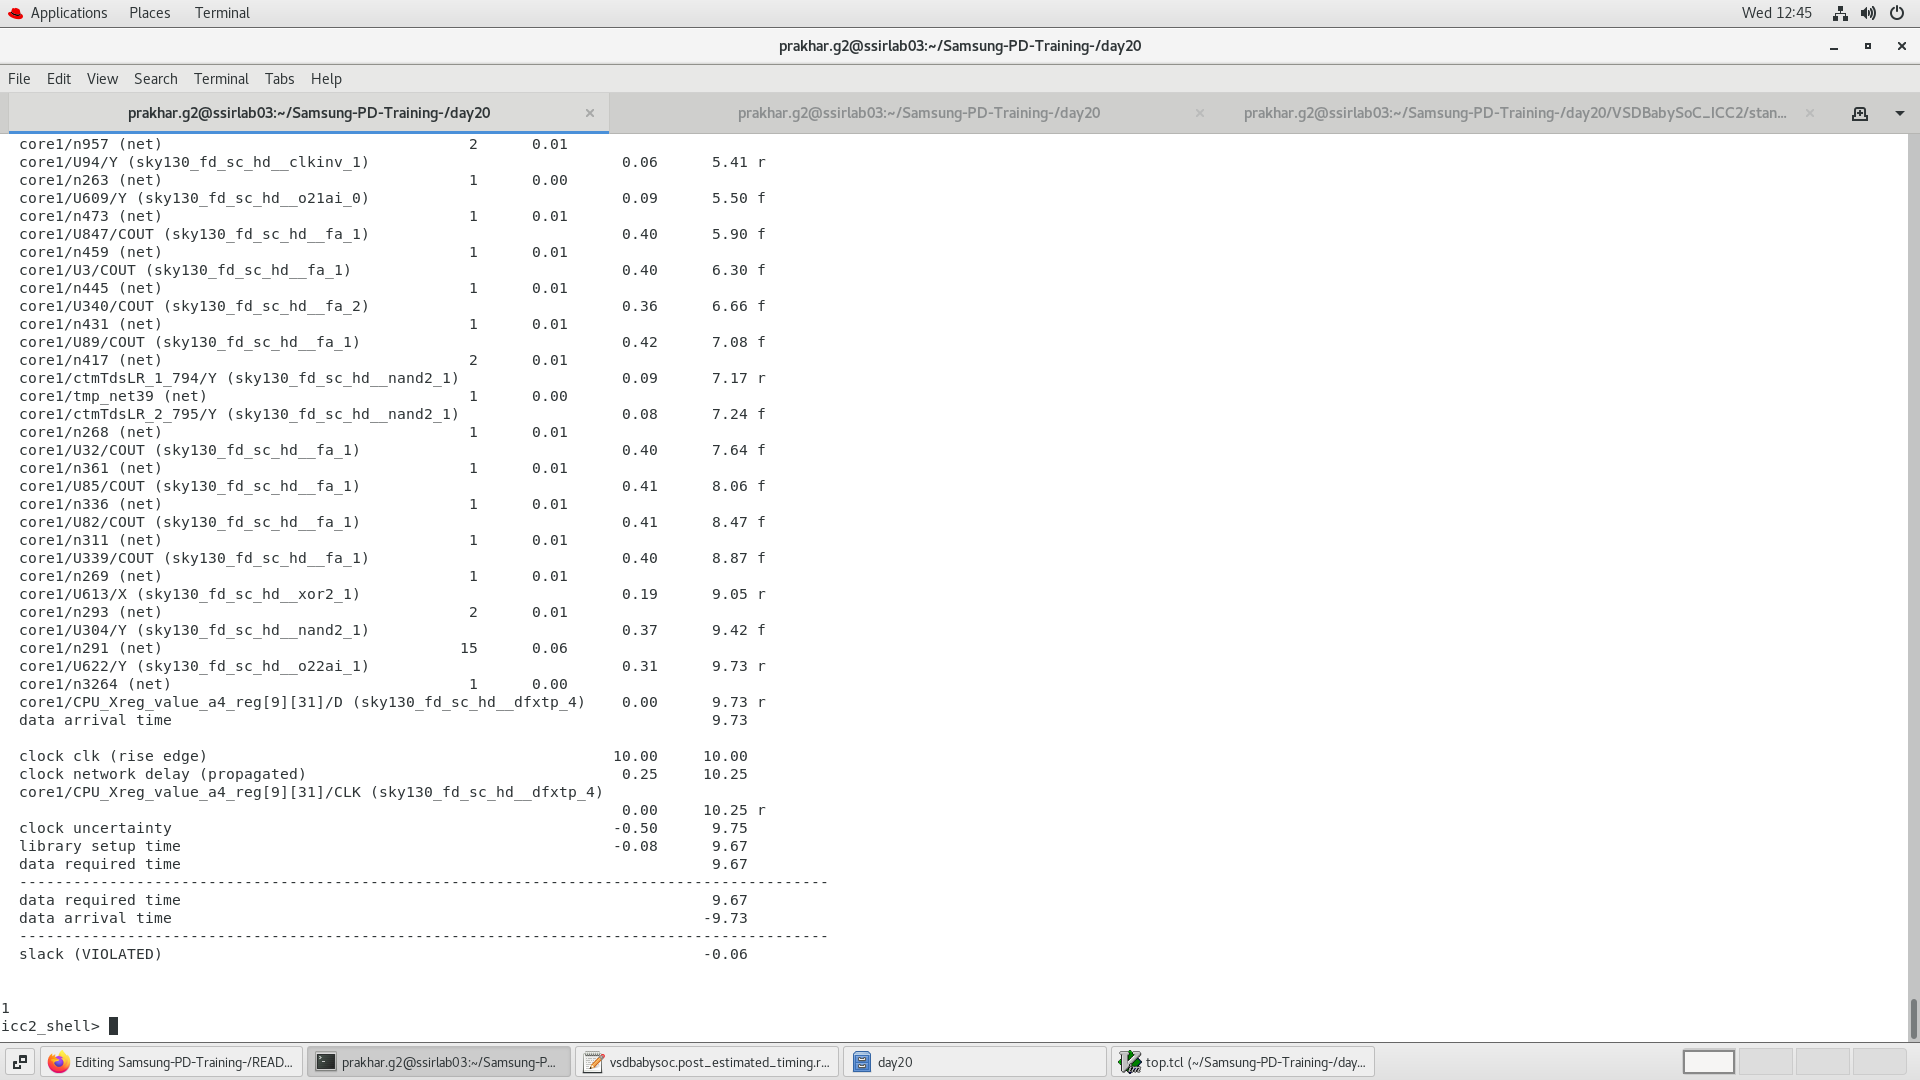 Applications Places Terminal Wed 12:45
prakhar.g2@ssirlab03:~/Samsung-PD-Training-/day20
File Edit View Search Terminal Tabs Help
prakhar.g2@ssirlab03:~/Samsung-PD-Training-/day20 × prakhar.g2@ssirlab03:~/Samsung-PD-Training-/day20 × prakhar.g2@ssirlab03:~/Samsung-PD-Training-/day20/VSDBabySoC_ICC2/stan... ×
core1/n957 (net) 2 0.01
core1/U94/Y (sky130_fd_sc_hd__clkinv_1) 0.06 5.41 r
core1/n263 (net) 1 0.00
core1/U609/Y (sky130_fd_sc_hd__o21ai_0) 0.09 5.50 f
core1/n473 (net) 1 0.01
core1/U847/COUT (sky130_fd_sc_hd__fa_1) 0.40 5.90 f
core1/n459 (net) 1 0.01
core1/U3/COUT (sky130_fd_sc_hd__fa_1) 0.40 6.30 f
core1/n445 (net) 1 0.01
core1/U340/COUT (sky130_fd_sc_hd__fa_2) 0.36 6.66 f
core1/n431 (net) 1 0.01
core1/U89/COUT (sky130_fd_sc_hd__fa_1) 0.42 7.08 f
core1/n417 (net) 2 0.01
core1/ctmTdsLR_1_794/Y (sky130_fd_sc_hd__nand2_1) 0.09 7.17 r
core1/tmp_net39 (net) 1 0.00
core1/ctmTdsLR_2_795/Y (sky130_fd_sc_hd__nand2_1) 0.08 7.24 f
core1/n268 (net) 1 0.01
core1/U32/COUT (sky130_fd_sc_hd__fa_1) 0.40 7.64 f
core1/n361 (net) 1 0.01
core1/U85/COUT (sky130_fd_sc_hd__fa_1) 0.41 8.06 f
core1/n336 (net) 1 0.01
core1/U82/COUT (sky130_fd_sc_hd__fa_1) 0.41 8.47 f
core1/n311 (net) 1 0.01
core1/U339/COUT (sky130_fd_sc_hd__fa_1) 0.40 8.87 f
core1/n269 (net) 1 0.01
core1/U613/X (sky130_fd_sc_hd__xor2_1) 0.19 9.05 r
core1/n293 (net) 2 0.01
core1/U304/Y (sky130_fd_sc_hd__nand2_1) 0.37 9.42 f
core1/n291 (net) 15 0.06
core1/U622/Y (sky130_fd_sc_hd__o22ai_1) 0.31 9.73 r
core1/n3264 (net) 1 0.00
core1/CPU_Xreg_value_a4_reg[9][31]/D (sky130_fd_sc_hd__dfxtp_4) 0.00 9.73 r
data arrival time 9.73
clock clk (rise edge) 10.00 10.00
clock network delay (propagated) 0.25 10.25
core1/CPU_Xreg_value_a4_reg[9][31]/CLK (sky130_fd_sc_hd__dfxtp_4)
0.00 10.25 r
clock uncertainty -0.50 9.75
library setup time -0.08 9.67
data required time 9.67
------------------------------------------------------------------------------------------
data required time 9.67
data arrival time -9.73
------------------------------------------------------------------------------------------
slack (VIOLATED) -0.06
1
icc2_shell>
Editing Samsung-PD-Training-/READ... prakhar.g2@ssirlab03:~/Samsung-P... vsdbabysoc.post_estimated_timing.r... day20 top.tcl (~/Samsung-PD-Training-/day...